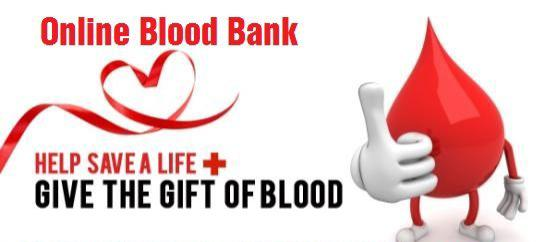 Online Blood Bank
HELP SAVE A LIFE +
GIVE THE GIFT OF BLOOD